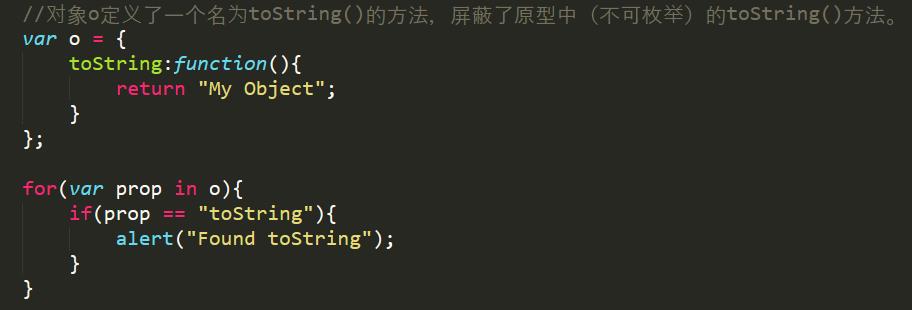 //对象o定义了一个名为toString()的方法，屏蔽了原型中（不可枚举）的toString()方法。
var o = {
    toString:function(){
        return "My Object";
    }
};

for(var prop in o){
    if(prop == "toString"){
        alert("Found toString");
    }
}